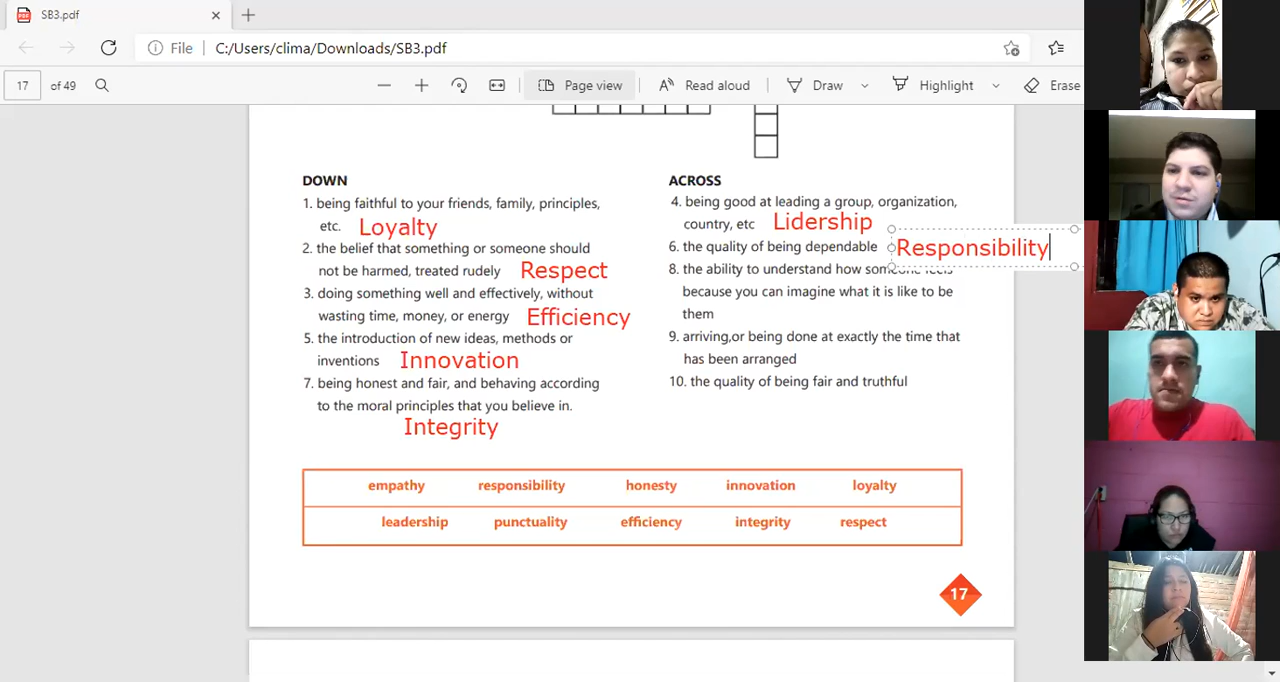 SB3.pdf
File C:/Users/clima/Downloads/SB3.pdf
17 of 49 Page view Read aloud Draw Highlight Erase
DOWN
1. being faithful to your friends, family, principles,
etc. Loyalty
2. the belief that something or someone should
not be harmed, treated rudely Respect
3. doing something well and effectively, without
wasting time, money, or energy Efficiency
5. the introduction of new ideas, methods or
inventions Innovation
7. being honest and fair, and behaving according
to the moral principles that you believe in.
Integrity
ACROSS
4. being good at leading a group, organization,
country, etc Lidership
6. the quality of being dependable Responsibility
8. the ability to understand how someone feels
because you can imagine what it is like to be
them
9. arriving,or being done at exactly the time that
has been arranged
10. the quality of being fair and truthful
empathy responsibility honesty innovation loyalty
leadership punctuality efficiency integrity respect
17